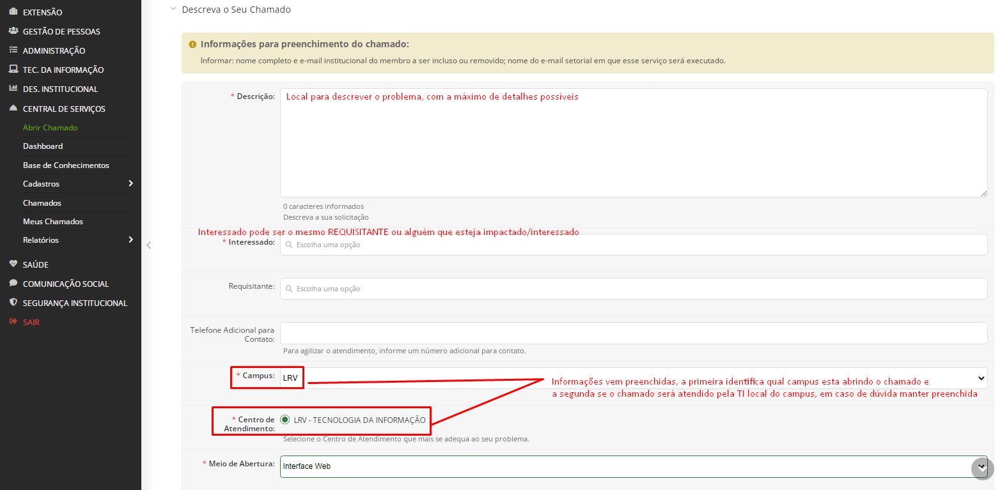 EXTENSÃO
GESTÃO DE PESSOAS
ADMINISTRAÇÃO
TEC. DA INFORMAÇÃO
DES. INSTITUCIONAL
CENTRAL DE SERVIÇOS
Abrir Chamado
Dashboard
Base de Conhecimentos
Cadastros
Chamados
Meus Chamados
Relatórios
SAÚDE
COMUNICAÇÃO SOCIAL
SEGURANÇA INSTITUCIONAL
SAIR
Descreva o Seu Chamado
Informações para preenchimento do chamado:
Informar: nome completo e e-mail institucional do membro a ser incluso ou removido; nome do e-mail setorial em que esse serviço será executado.
* Descrição:
Local para descrever o problema, com a máximo de detalhes possíveis
0 caracteres informados
Descreva a sua solicitação
Interessado pode ser o mesmo REQUISITANTE ou alguém que esteja impactado/interessado
* Interessado:
Escolha uma opção
Requisitante:
Escolha uma opção
Telefone Adicional para
Contato:
Para agilizar o atendimento, informe um número adicional para contato.
* Campus:
LRV
Informações vem preenchidas, a primeira identifica qual campus esta abrindo o chamado e
a segunda se o chamado será atendido pela TI local do campus, em caso de dúvida manter preenchida
* Centro de
Atendimento:
LRV - TECNOLOGIA DA INFORMAÇÃO
Selecione o Centro de Atendimento que mais se adequa ao seu problema.
* Meio de Abertura:
Interface Web